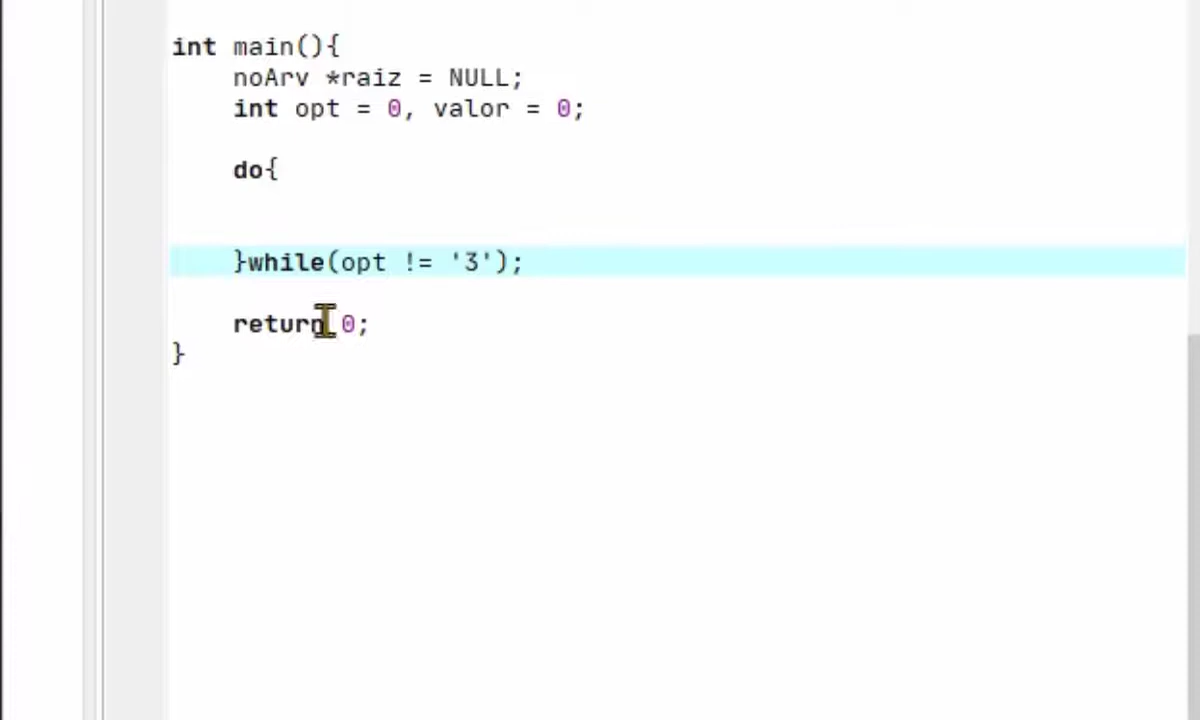 int main(){
noArv *raiz = NULL;
int opt = 0, valor = 0;
do{
}while(opt != '3');
return 0;
}